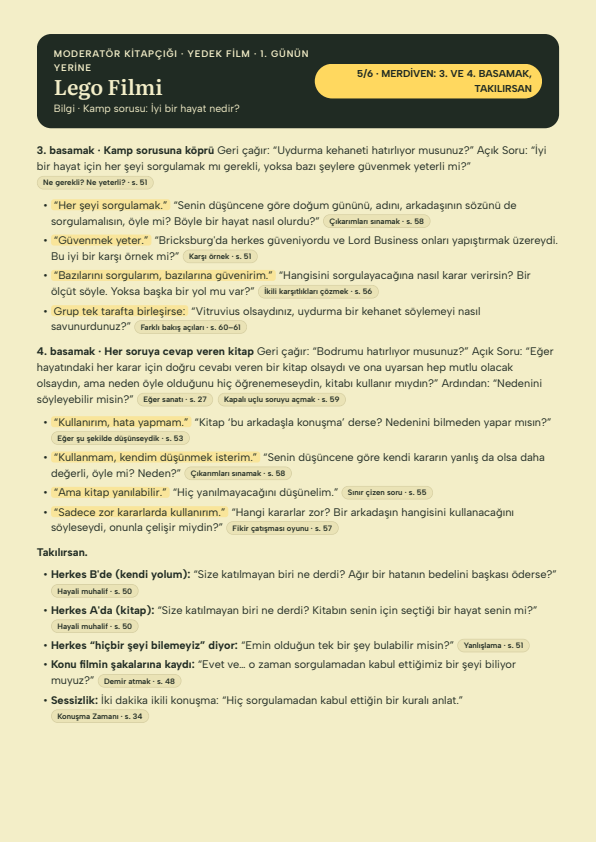 MODERATÖR KİTAPÇIĞI · YEDEK FİLM · 1. GÜNÜN
YERİNE
Lego Filmi
Bilgi · Kamp sorusu: İyi bir hayat nedir?
5/6 · MERDİVEN: 3. VE 4. BASAMAK,
TAKILIRSAN
3. basamak · Kamp sorusuna köprü Geri çağır: “Uydurma kehaneti hatırlıyor musunuz?” Açık Soru: “İyi
bir hayat için her şeyi sorgulamak mı gerekli, yoksa bazı şeylere güvenmek yeterli mi?”
Ne gerekli? Ne yeterli? · s. 51
• “Her şeyi sorgulamak.” “Senin düşüncene göre doğum gününü, adını, arkadaşının sözünü de
sorgulamalısın, öyle mi? Böyle bir hayat nasıl olurdu?” Çıkarımları sınamak · s. 58
• “Güvenmek yeter.” “Bricksburg'da herkes güveniyordu ve Lord Business onları yapıştırmak üzereydi.
Bu iyi bir karşı örnek mi?” Karşı örnek · s. 51
• “Bazılarını sorgularım, bazılarına güvenirim.” “Hangisini sorgulayacağına nasıl karar verirsin? Bir
ölçüt söyle. Yoksa başka bir yol mu var?” İkili karşıtlıkları çözmek · s. 56
• Grup tek tarafta birleşirse: “Vitruvius olsaydınız, uydurma bir kehanet söylemeyi nasıl
savunurdunuz?” Farklı bakış açıları · s. 60–61
4. basamak · Her soruya cevap veren kitap Geri çağır: “Bodrumu hatırlıyor musunuz?” Açık Soru: “Eğer
hayatındaki her karar için doğru cevabı veren bir kitap olsaydı ve ona uyarsan hep mutlu olacak
olsaydın, ama neden öyle olduğunu hiç öğrenemeseydin, kitabı kullanır mıydın?” Ardından: “Nedenini
söyleyebilir misin?” Eğer sanatı · s. 27 Kapalı uçlu soruyu açmak · s. 59
• “Kullanırım, hata yapmam.” “Kitap ‘bu arkadaşla konuşma’ derse? Nedenini bilmeden yapar mısın?”
Eğer şu şekilde düşünseydik · s. 53
• “Kullanmam, kendim düşünmek isterim.” “Senin düşüncene göre kendi kararın yanlış da olsa daha
değerli, öyle mi? Neden?” Çıkarımları sınamak · s. 58
• “Ama kitap yanılabilir.” “Hiç yanılmayacağını düşünelim.” Sınır çizen soru · s. 55
• “Sadece zor kararlarda kullanırım.” “Hangi kararlar zor? Bir arkadaşın hangisini kullanacağını
söyleseydi, onunla çelişir miydin?” Fikir çatışması oyunu · s. 57
Takılırsan.
• Herkes B'de (kendi yolum): “Size katılmayan biri ne derdi? Ağır bir hatanın bedelini başkası öderse?”
Hayali muhalif · s. 50
• Herkes A'da (kitap): “Size katılmayan biri ne derdi? Kitabın senin için seçtiği bir hayat senin mi?”
Hayali muhalif · s. 50
• Herkes “hiçbir şeyi bilemeyiz” diyor: “Emin olduğun tek bir şey bulabilir misin?” Yanlışlama · s. 51
• Konu filmin şakalarına kaydı: “Evet ve… o zaman sorgulamadan kabul ettiğimiz bir şeyi biliyor
muyuz?” Demir atmak · s. 48
• Sessizlik: İki dakika ikili konuşma: “Hiç sorgulamadan kabul ettiğin bir kuralı anlat.”
Konuşma Zamanı · s. 34